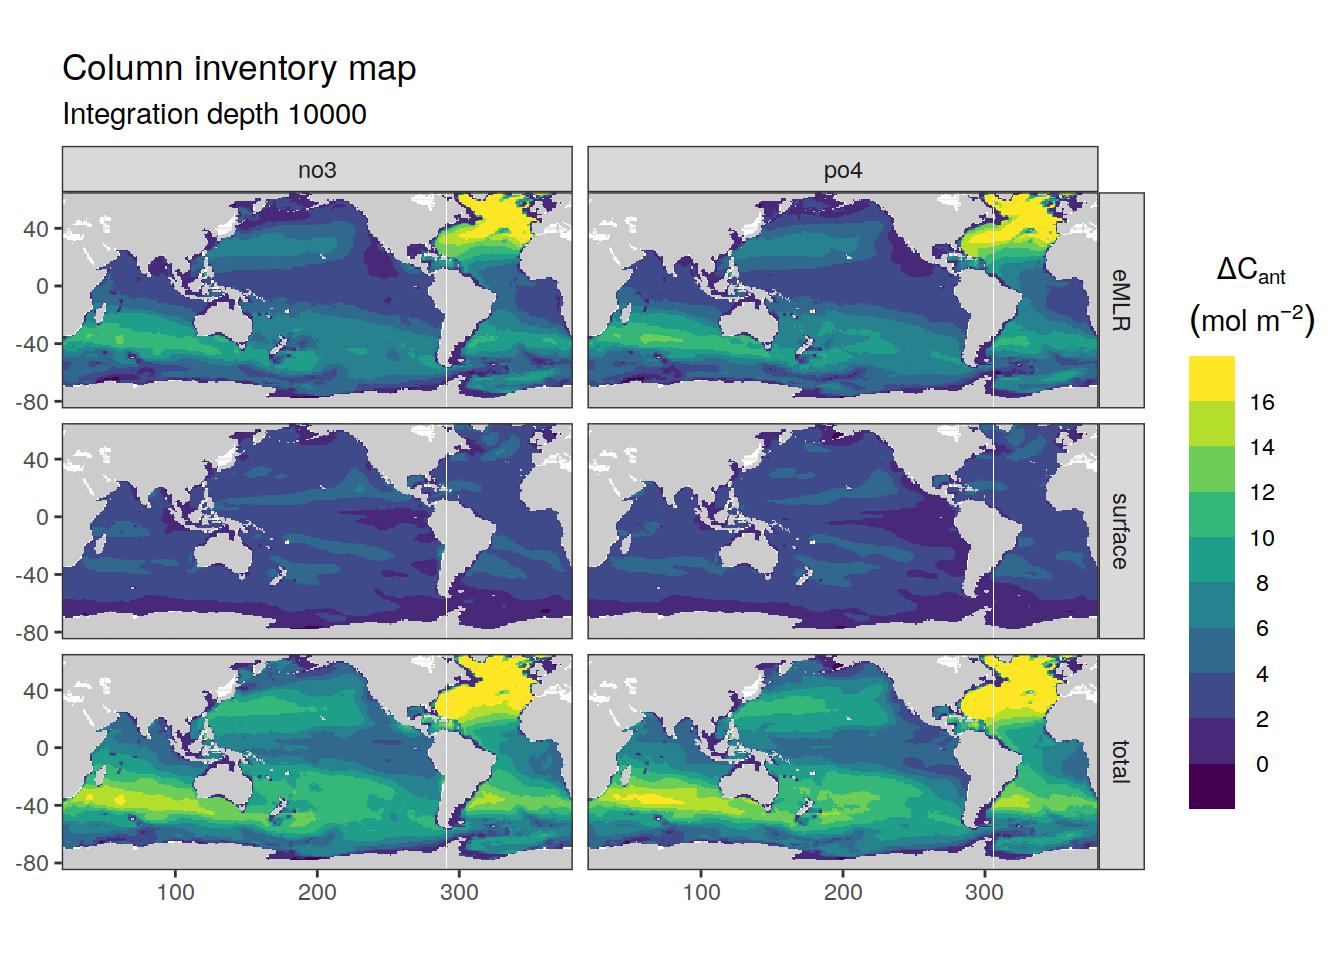 Column inventory map
Integration depth 10000
no3 po4
40
0
-40
-80
eMLR
40
0
-40
-80
surface
40
0
-40
-80
total
100 200 300 100 200 300
ΔCant
(mol m⁻²)
16
14
12
10
8
6
4
2
0